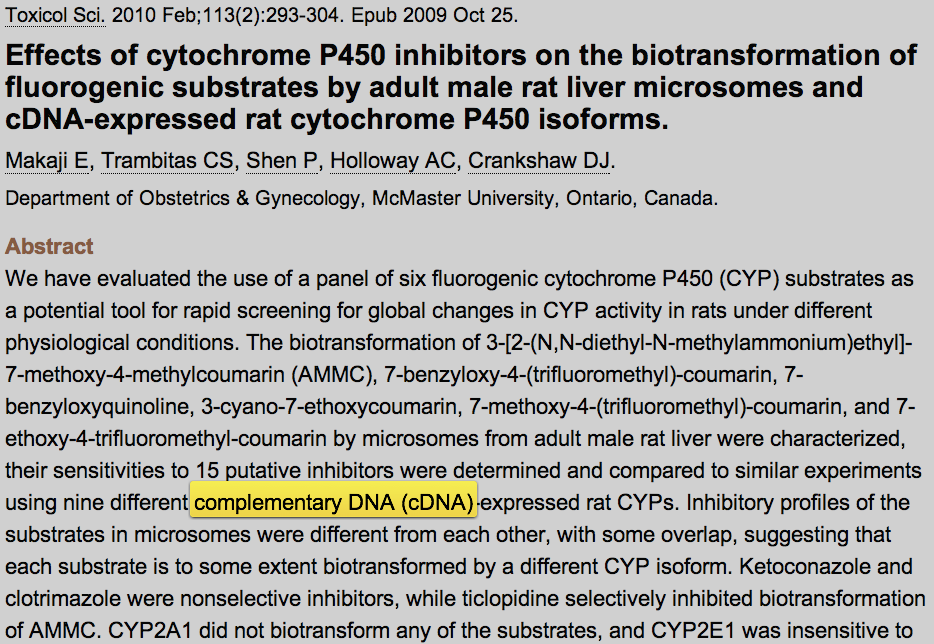 Toxicol Sci. 2010 Feb;113(2):293-304. Epub 2009 Oct 25.
Effects of cytochrome P450 inhibitors on the biotransformation of
fluorogenic substrates by adult male rat liver microsomes and
cDNA-expressed rat cytochrome P450 isoforms.
Makaji E, Trambitas CS, Shen P, Holloway AC, Crankshaw DJ.
Department of Obstetrics & Gynecology, McMaster University, Ontario, Canada.
Abstract
We have evaluated the use of a panel of six fluorogenic cytochrome P450 (CYP) substrates as
a potential tool for rapid screening for global changes in CYP activity in rats under different
physiological conditions. The biotransformation of 3-[2-(N,N-diethyl-N-methylammonium)ethyl]-
7-methoxy-4-methylcoumarin (AMMC), 7-benzyloxy-4-(trifluoromethyl)-coumarin, 7-
benzyloxyquinoline, 3-cyano-7-ethoxycoumarin, 7-methoxy-4-(trifluoromethyl)-coumarin, and 7-
ethoxy-4-trifluoromethyl-coumarin by microsomes from adult male rat liver were characterized,
their sensitivities to 15 putative inhibitors were determined and compared to similar experiments
using nine different complementary DNA (cDNA)-expressed rat CYPs. Inhibitory profiles of the
substrates in microsomes were different from each other, with some overlap, suggesting that
each substrate is to some extent biotransformed by a different CYP isoform. Ketoconazole and
clotrimazole were nonselective inhibitors, while ticlopidine selectively inhibited biotransformation
of AMMC. CYP2A1 did not biotransform any of the substrates, and CYP2E1 was insensitive to